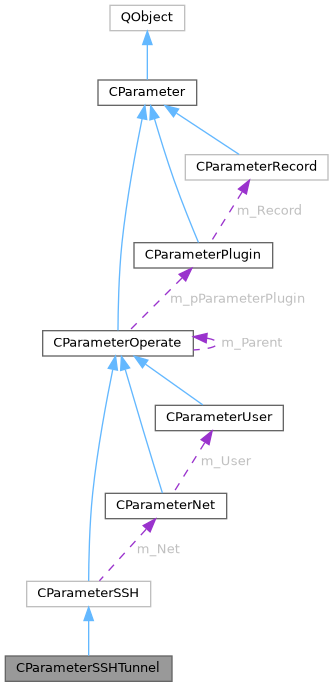 QObject
CParameter
CParameterRecord
m_Record
CParameterPlugin
m_pParameterPlugin
CParameterOperate
m_Parent
CParameterUser
m_User
CParameterNet
m_Net
CParameterSSH
CParameterSSHTunnel